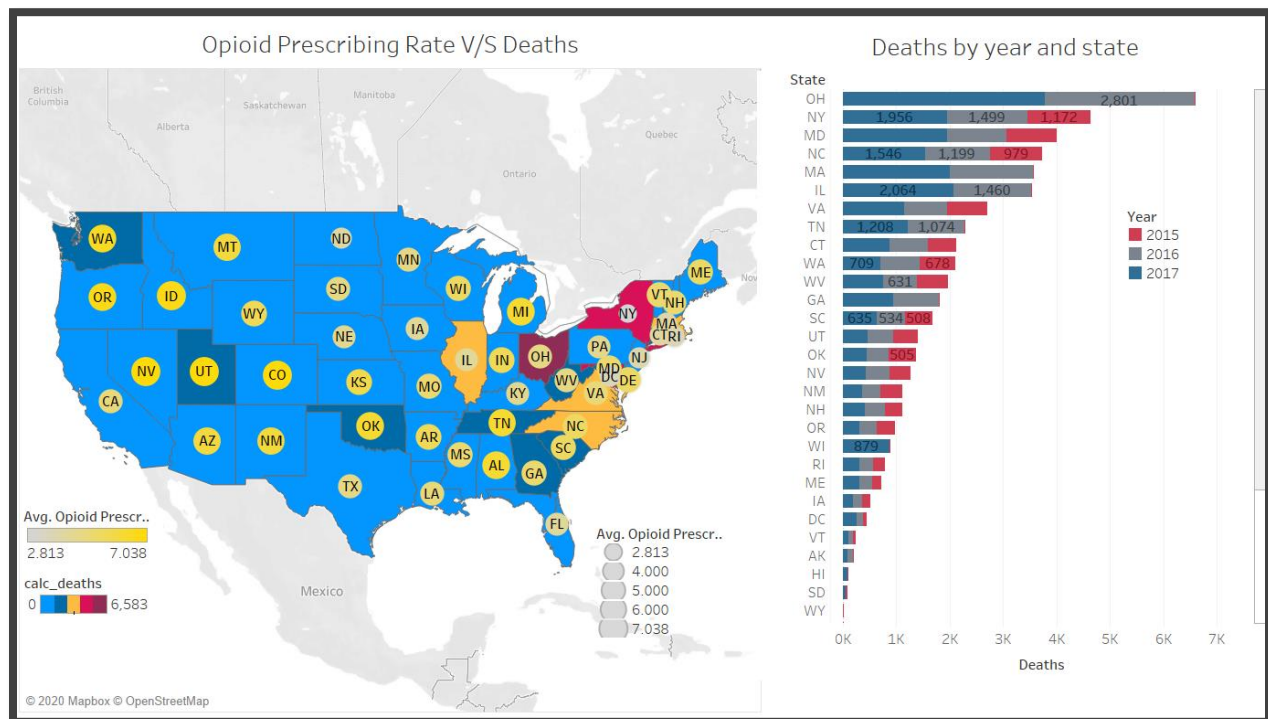 Opioid Prescribing Rate V/S Deaths
British
Columbia
Alberta
Saskatchewan
Manitoba
Ontario
Quebec
WA
MT
ND
MN
ME
OR
ID
SD
WI
VT
NH
WY
MI
NY
MA
CT
RI
NE
IA
PA
NV
UT
CO
IL
IN
OH
NJ
MD
DC
DE
CA
KS
MO
WV
VA
KY
AZ
NM
OK
AR
TN
NC
SC
MS
AL
GA
TX
LA
FL
Mexico
Avg. Opioid Prescr..
2.813 7.038
calc_deaths
0 6,583
Avg. Opioid Prescr..
2.813
4.000
5.000
6.000
7.038
© 2020 Mapbox © OpenStreetMap
Deaths by year and state
State
OH 2,801
NY 1,956 1,499 1,172
MD
NC 1,546 1,199 979
MA
IL 2,064 1,460
VA
TN 1,208 1,074
CT
WA 709 678
WV 631
GA
SC 635 534 508
UT
OK 505
NV
NM
NH
OR
WI 879
RI
ME
IA
DC
VT
AK
HI
SD
WY
0K 1K 2K 3K 4K 5K 6K 7K
Deaths
Year
2015
2016
2017